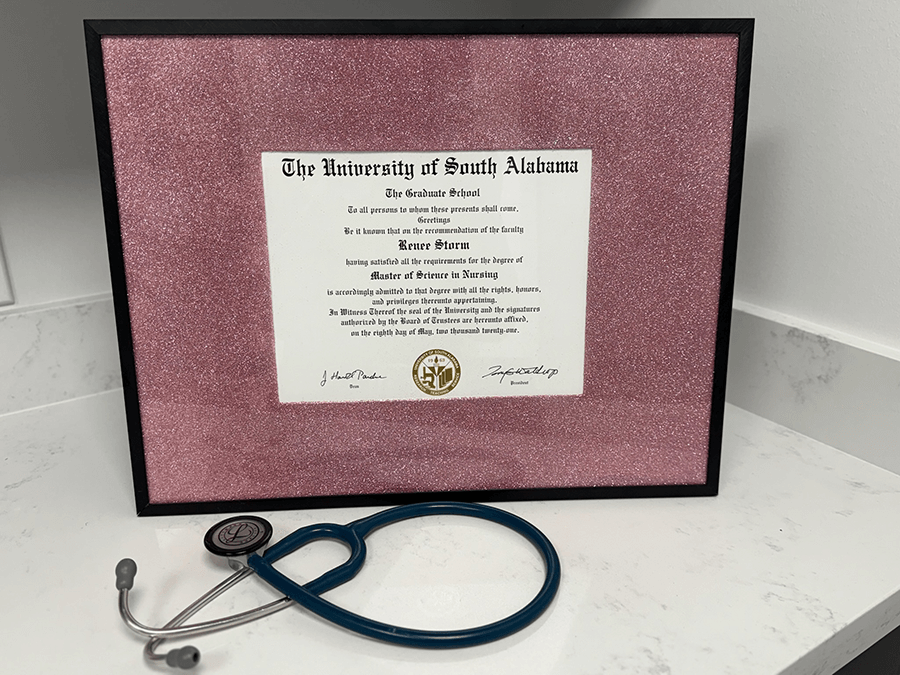 The University of South Alabama
The Graduate School
To all persons to whom these presents shall come,
Greetings
Be it known that on the recommendation of the faculty
Renee Storm
having satisfied all the requirements for the degree of
Master of Science in Nursing
is accordingly admitted to that degree with all the rights, honors,
and privileges thereunto appertaining.
In Witness Thereof the seal of the University and the signatures
authorized by the Board of Trustees are hereunto affixed,
on the eighth day of May, two thousand twenty-one.
1963
Dean
President